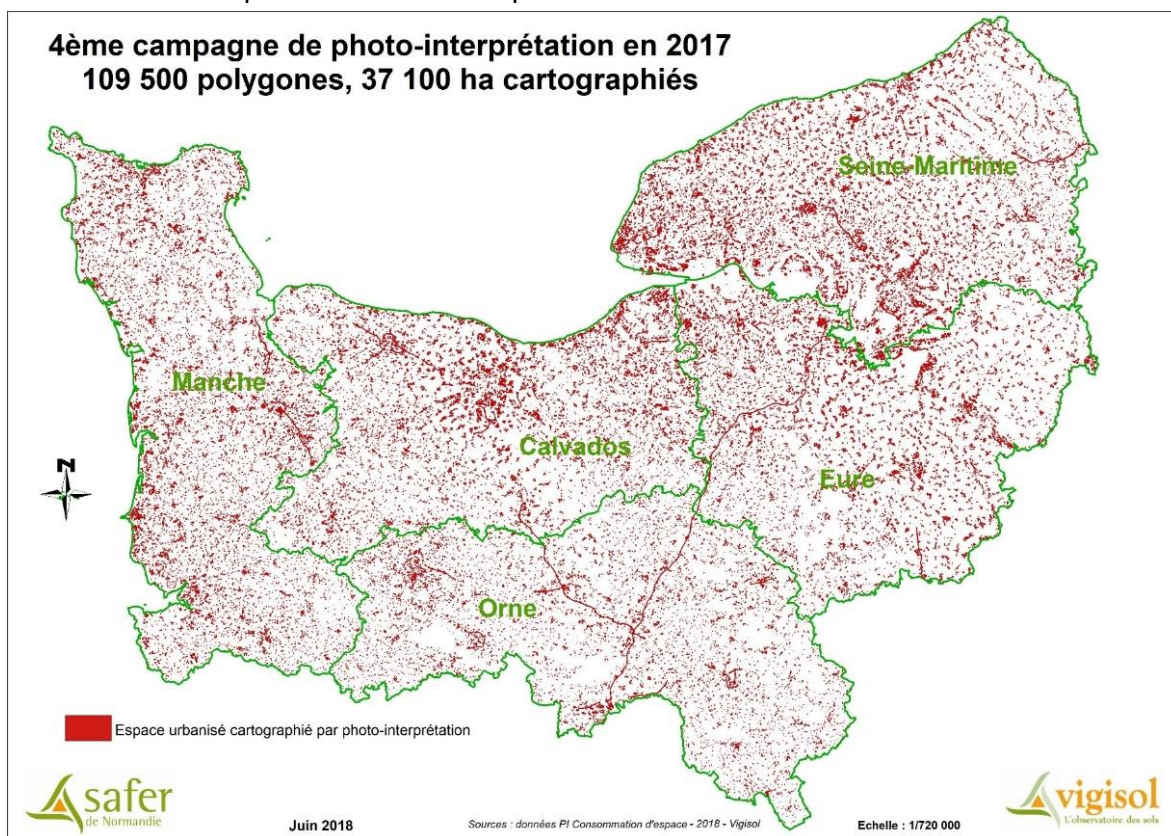 4ème campagne de photo-interprétation en 2017
109 500 polygones, 37 100 ha cartographiés
Seine-Maritime
Manche
Calvados
Eure
N
Orne
Espace urbanisé cartographié par photo-interprétation
safer
de Normandie
Juin 2018
Sources : données PI Consommation d'espace - 2018 - Vigisol
Echelle : 1/720 000
vigisol
L'observatoire des sols